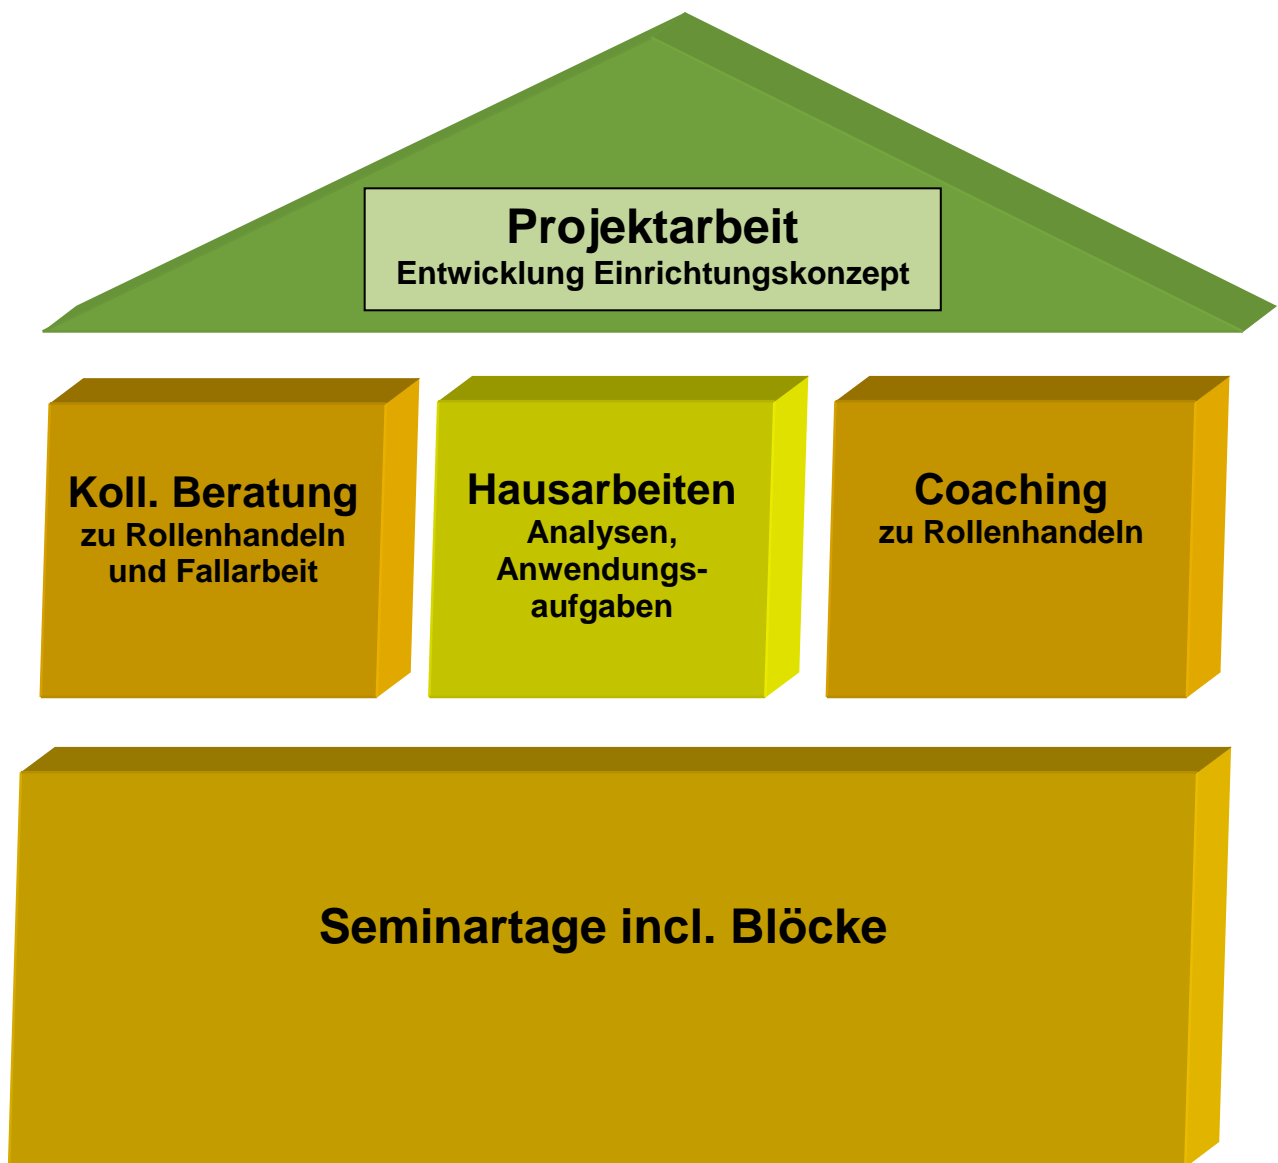 Projektarbeit
Entwicklung Einrichtungskonzept
Koll. Beratung
zu Rollenhandeln
und Fallarbeit
Hausarbeiten
Analysen,
Anwendungs-
aufgaben
Coaching
zu Rollenhandeln
Seminartage incl. Blöcke